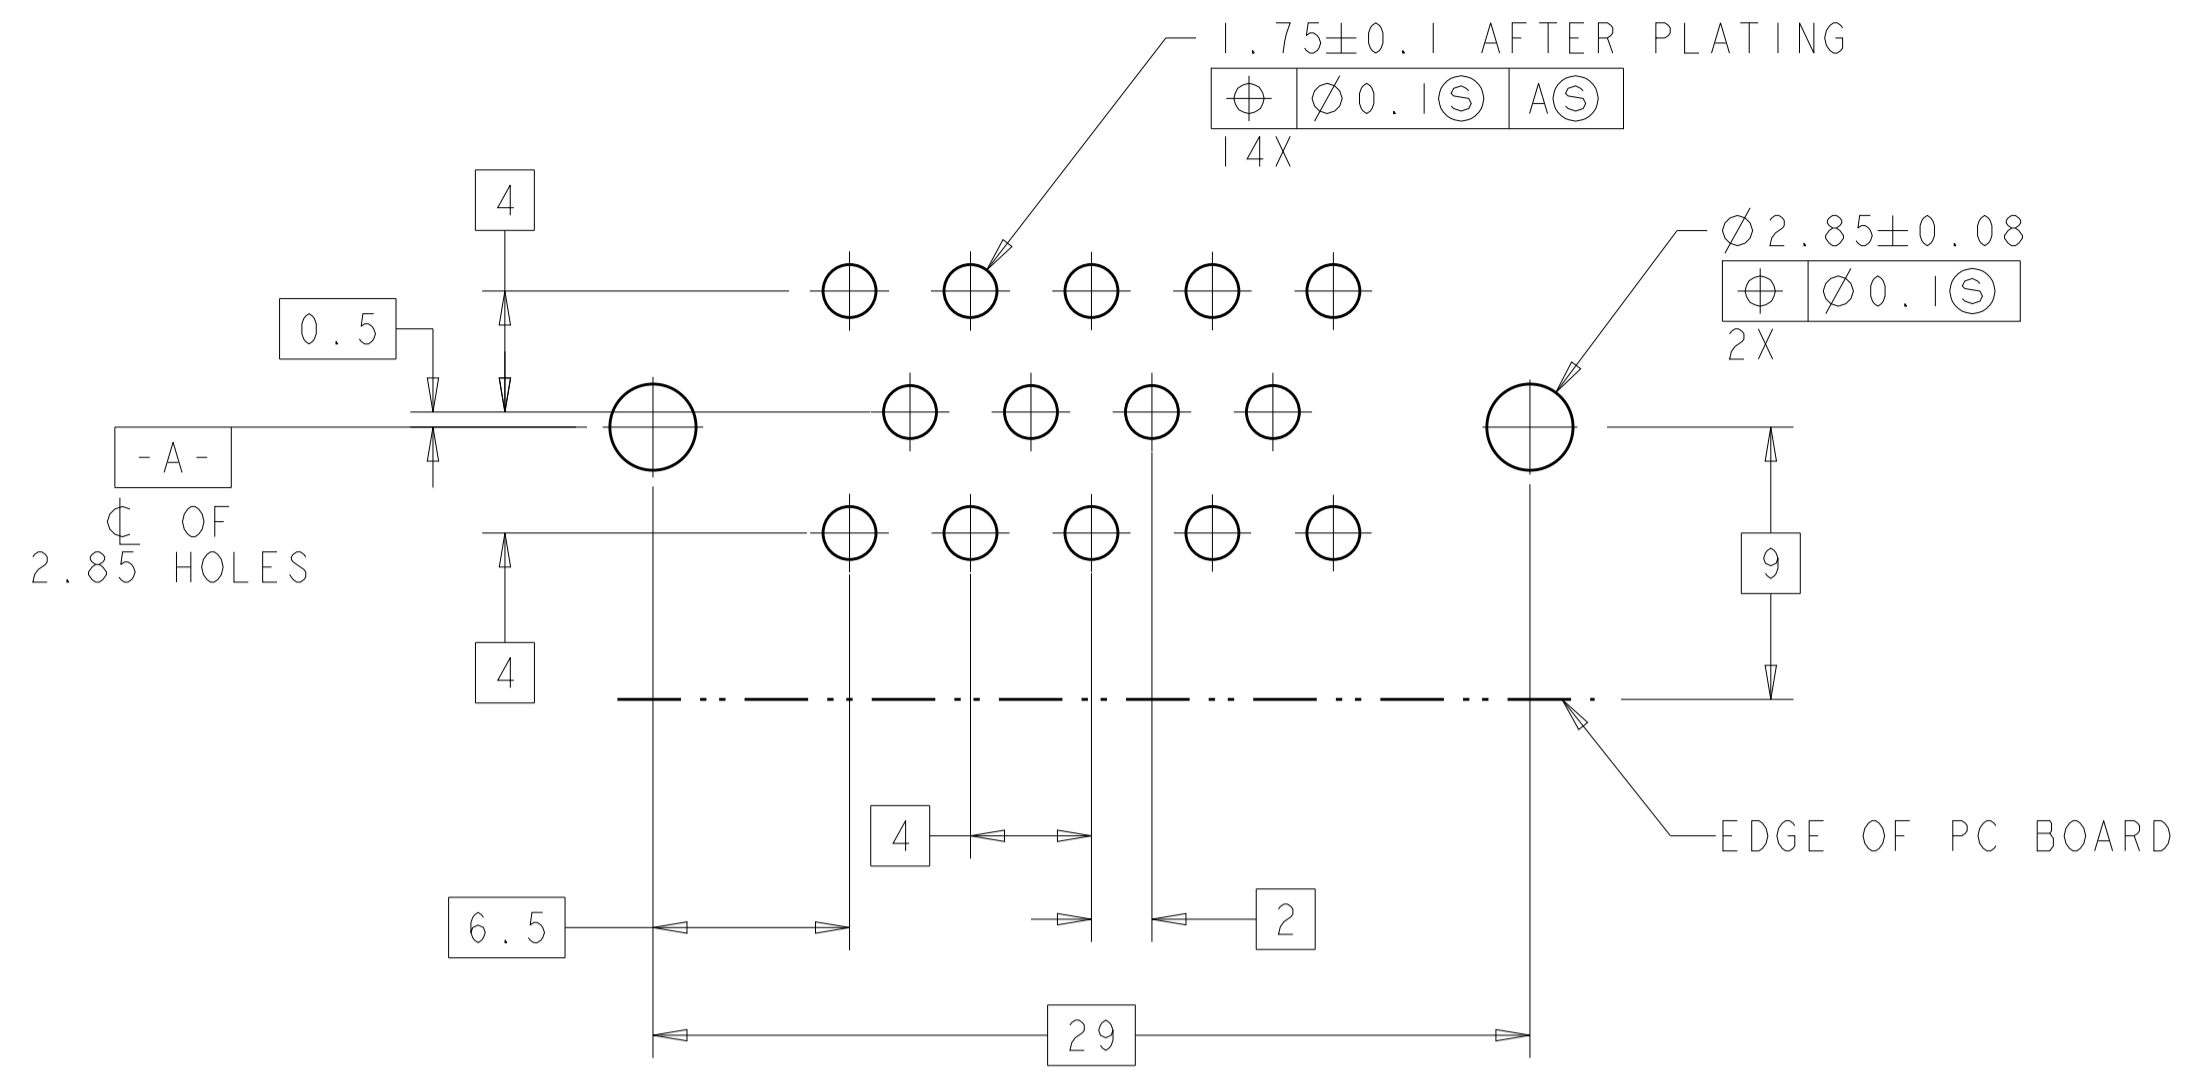 1.75±0.1 AFTER PLATING
⌖ Ø0.1Ⓢ AⓈ
14X
4
Ø2.85±0.08
⌖ Ø0.1Ⓢ
2X
0.5
-A-
℄ OF
2.85 HOLES
9
4
4
EDGE OF PC BOARD
6.5
2
29